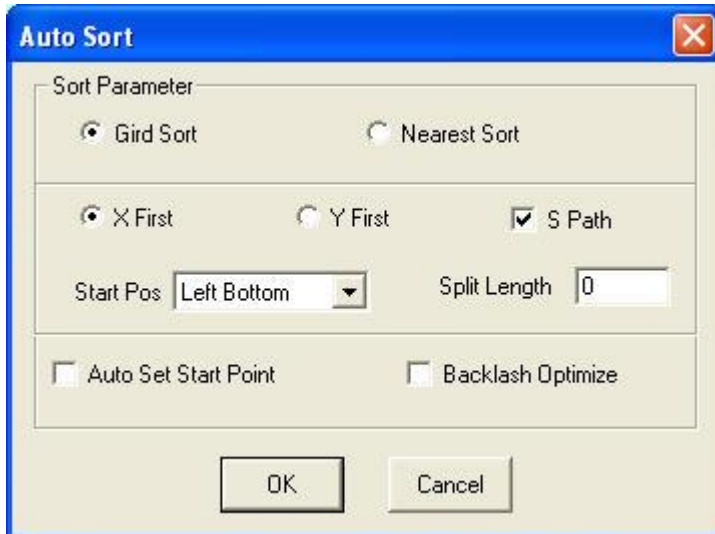 Auto Sort
Sort Parameter
Gird Sort Nearest Sort
X First Y First S Path
Start Pos Left Bottom Split Length 0
Auto Set Start Point Backlash Optimize
OK Cancel